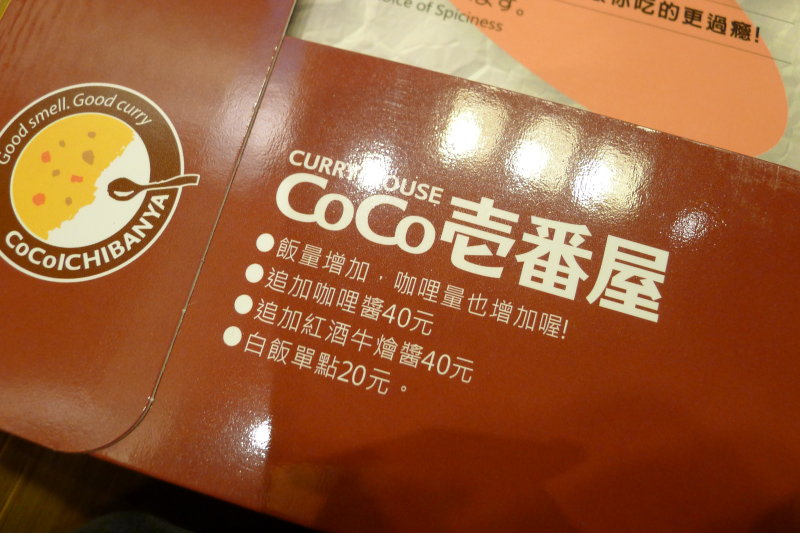 ます。
oice of Spiciness
你吃的更過癮!
Good smell. Good curry
CoCoICHIBANYA
CURRY HOUSE
CoCo壱番屋
●飯量增加，咖哩量也增加喔!
●追加咖哩醬40元
●追加紅酒牛燴醬40元
●白飯單點20元。